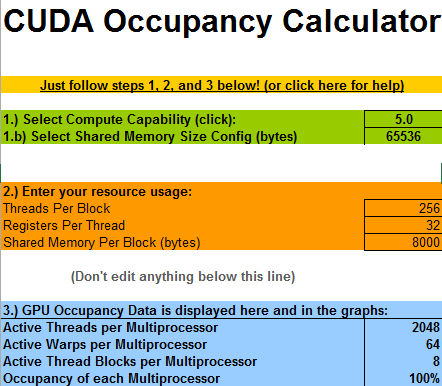 CUDA Occupancy Calculator
Just follow steps 1, 2, and 3 below! (or click here for help)
1.) Select Compute Capability (click): 5.0
1.b) Select Shared Memory Size Config (bytes) 65536
2.) Enter your resource usage:
Threads Per Block 256
Registers Per Thread 32
Shared Memory Per Block (bytes) 8000
(Don't edit anything below this line)
3.) GPU Occupancy Data is displayed here and in the graphs:
Active Threads per Multiprocessor 2048
Active Warps per Multiprocessor 64
Active Thread Blocks per Multiprocessor 8
Occupancy of each Multiprocessor 100%